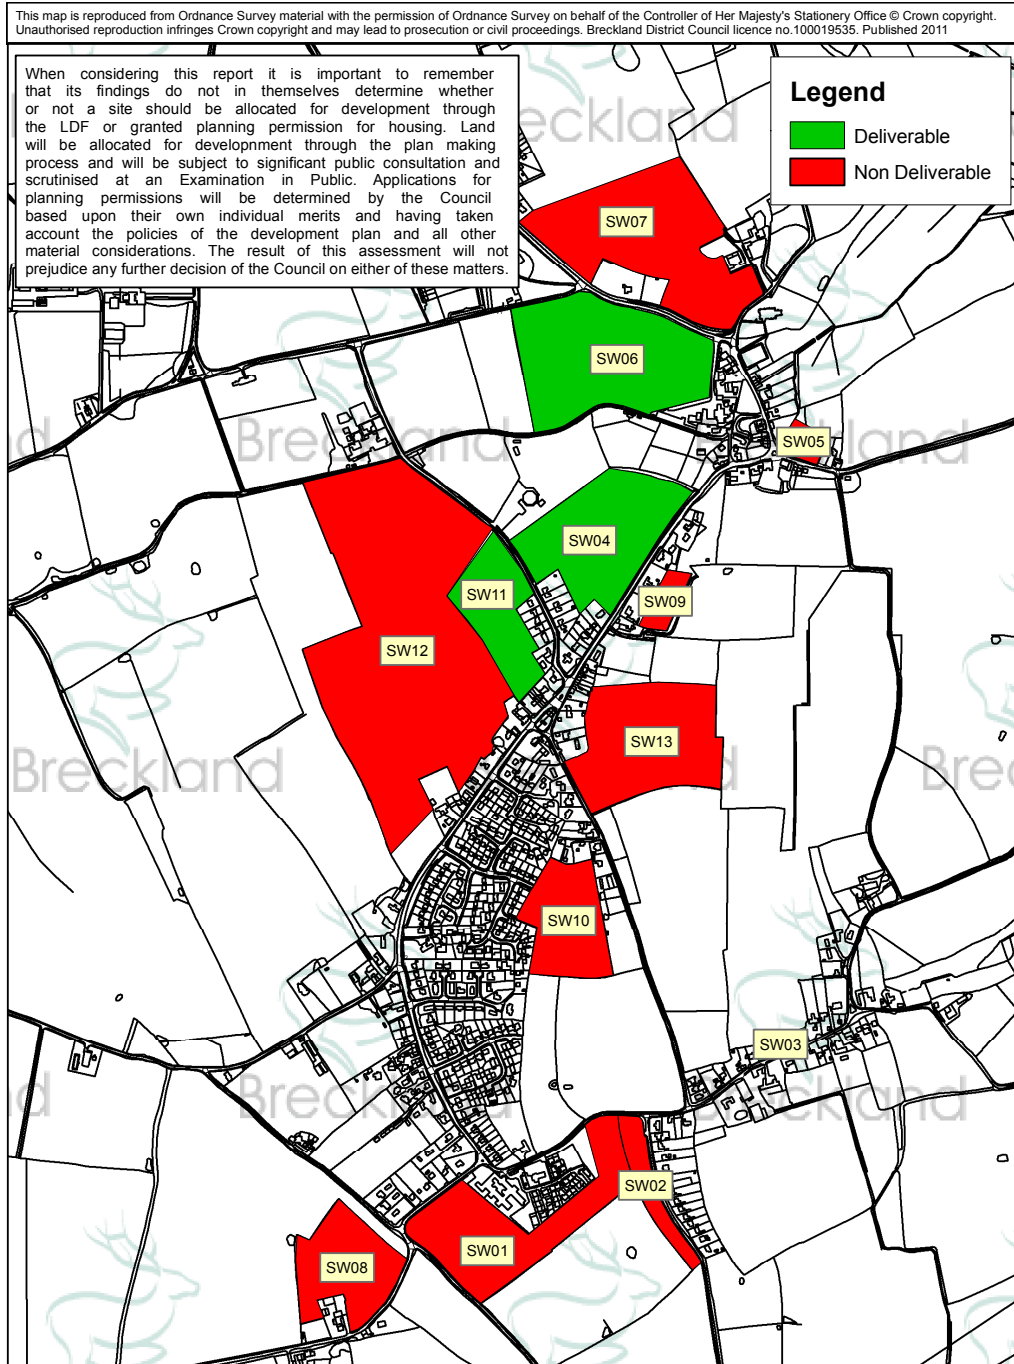 This map is reproduced from Ordnance Survey material with the permission of Ordnance Survey on behalf of the Controller of Her Majesty's Stationery Office © Crown copyright.
Unauthorised reproduction infringes Crown copyright and may lead to prosecution or civil proceedings. Breckland District Council licence no.100019535. Published 2011
When considering this report it is important to remember
that its findings do not in themselves determine whether
or not a site should be allocated for development through
the LDF or granted planning permission for housing. Land
will be allocated for developnment through the plan making
process and will be subject to significant public consultation and
scrutinised at an Examination in Public. Applications for
planning permissions will be determined by the Council
based upon their own individual merits and having taken
account the policies of the development plan and all other
material considerations. The result of this assessment will not
prejudice any further decision of the Council on either of these matters.
Legend
Deliverable
Non Deliverable
eckland
SW07
SW06
SW05
d
Breckland
Breckland
SW04
SW11
SW09
SW12
SW13
Breckland
d
Brec
SW10
SW03
nd
Breckland
Breckland
SW02
SW01
SW08